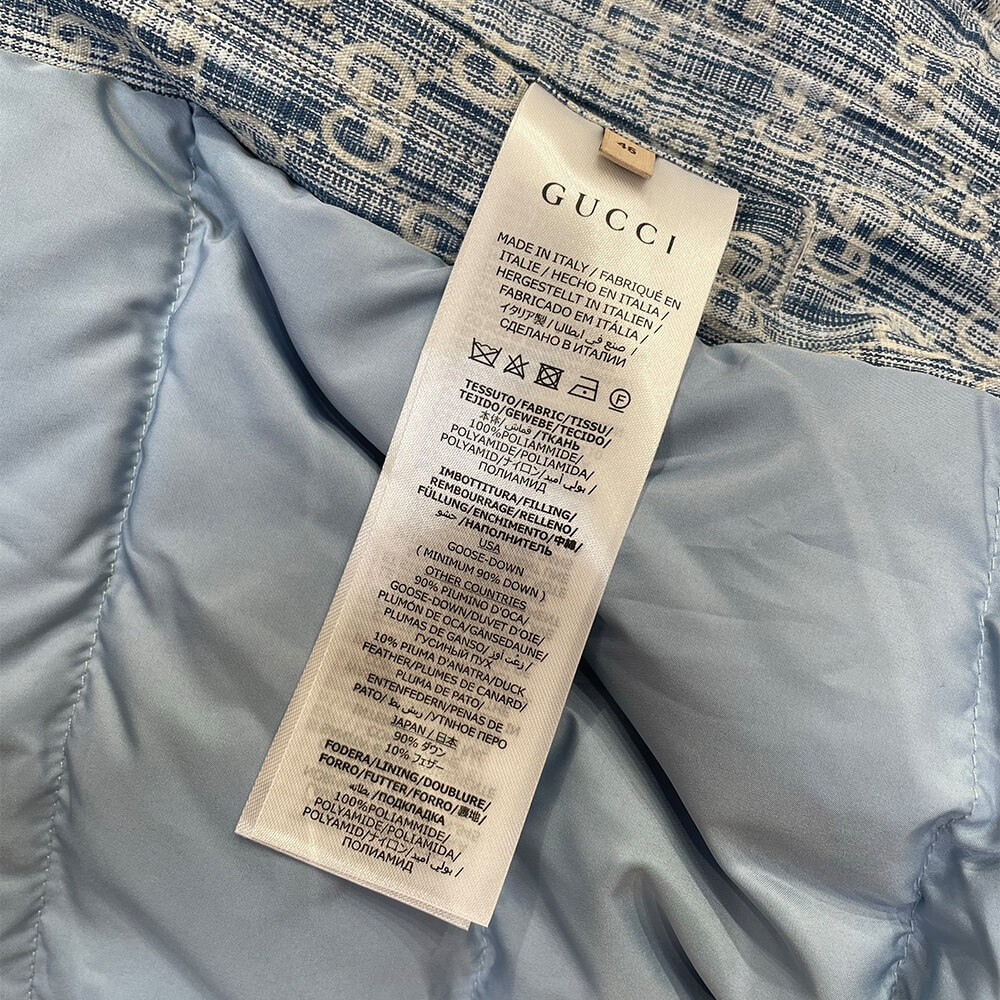 46
GUCCI
MADE IN ITALY / FABRIQUÉ EN
ITALIE / HECHO EN ITALIA /
HERGESTELLT IN ITALIEN /
FABRICADO EM ITÁLIA /
イタリア製 / صنع في ايطاليا /
СДЕЛАНО В ИТАЛИИ
F
TESSUTO/FABRIC/TISSU/
TEJIDO/GEWEBE/TECIDO/
本体/ قماش /ТКАНЬ
100%POLIAMMIDE/
POLYAMIDE/POLIAMIDA/
POLYAMID/ナイロン/بولي أميد /
ПОЛИАМИД
IMBOTTITURA/FILLING/
REMBOURRAGE/RELLENO/
FÜLLUNG/ENCHIMENTO/中綿/
حشو /НАПОЛНИТЕЛЬ
USA
GOOSE-DOWN
( MINIMUM 90% DOWN )
OTHER COUNTRIES
90% PIUMINO D'OCA/
GOOSE-DOWN/DUVET D'OIE/
PLUMÓN DE OCA/GÄNSEDAUNE/
PLUMAS DE GANSO/ زغب أوز /
ГУСИНЫЙ ПУХ
10% PIUMA D'ANATRA/DUCK
FEATHER/PLUMES DE CANARD/
PLUMA DE PATO/
ENTENFEDERN/PENAS DE
PATO/ ريش بط /УТИНОЕ ПЕРО
JAPAN / 日本
90% ダウン
10% フェザー
FODERA/LINING/DOUBLURE/
FORRO/FUTTER/FORRO/裏地/
بطانة /ПОДКЛАДКА
100%POLIAMMIDE/
POLYAMIDE/POLIAMIDA/
POLYAMID/ナイロン/بولي أميد /
ПОЛИАМИД